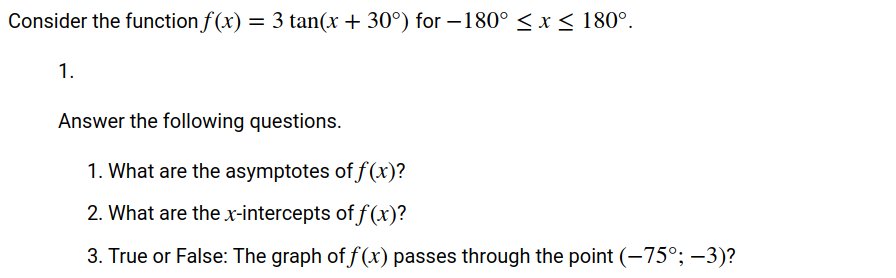 Consider the function f(x) = 3 tan(x + 30°) for −180° ≤ x ≤ 180°.
1.
Answer the following questions.
1. What are the asymptotes of f(x)?
2. What are the x-intercepts of f(x)?
3. True or False: The graph of f(x) passes through the point (−75°; −3)?